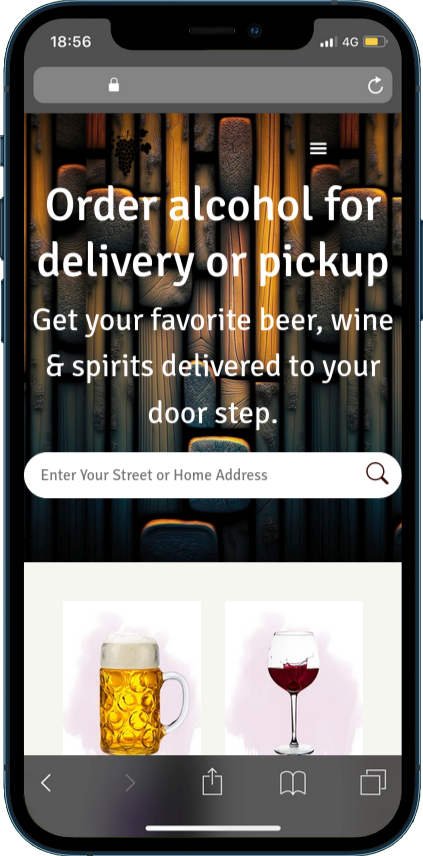 18:56
4G
Order alcohol for
delivery or pickup
Get your favorite beer, wine
& spirits delivered to your
door step.
Enter Your Street or Home Address